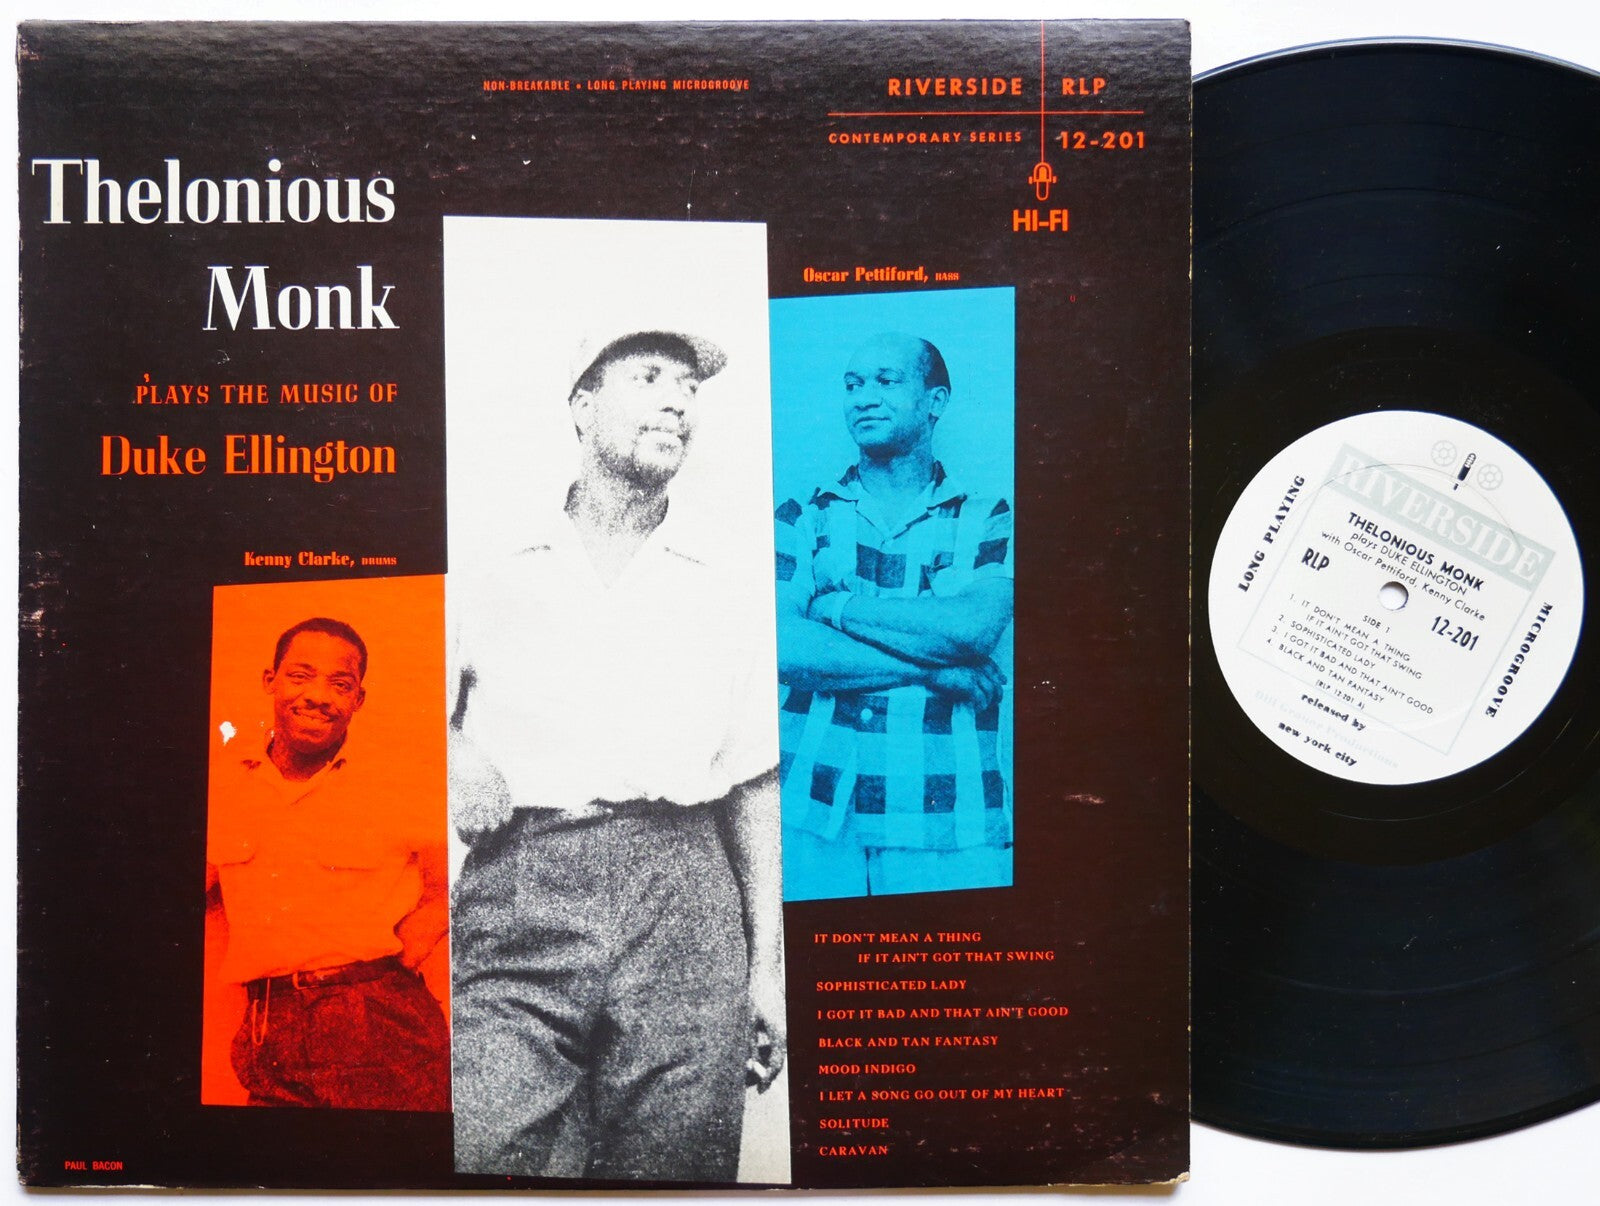 NON-BREAKABLE • LONG PLAYING MICROGROOVE
RIVERSIDE RLP
CONTEMPORARY SERIES 12-201
HI-FI
Thelonious
Monk
PLAYS THE MUSIC OF
Duke Ellington
Oscar Pettiford, BASS
Kenny Clarke, DRUMS
IT DON'T MEAN A THING
IF IT AIN'T GOT THAT SWING
SOPHISTICATED LADY
I GOT IT BAD AND THAT AIN'T GOOD
BLACK AND TAN FANTASY
MOOD INDIGO
I LET A SONG GO OUT OF MY HEART
SOLITUDE
CARAVAN
PAUL BACON
RIVERSIDE
LONG PLAYING
MICROGROOVE
THELONIOUS MONK
plays DUKE ELLINGTON
with Oscar Pettiford, Kenny Clarke
RLP
SIDE 1
12-201
1. IT DON'T MEAN A THING
IF IT AIN'T GOT THAT SWING
2. SOPHISTICATED LADY
3. I GOT IT BAD AND THAT AIN'T GOOD
4. BLACK AND TAN FANTASY
(RLP 12-201 A)
released by
Bill Grauer Productions
new york city